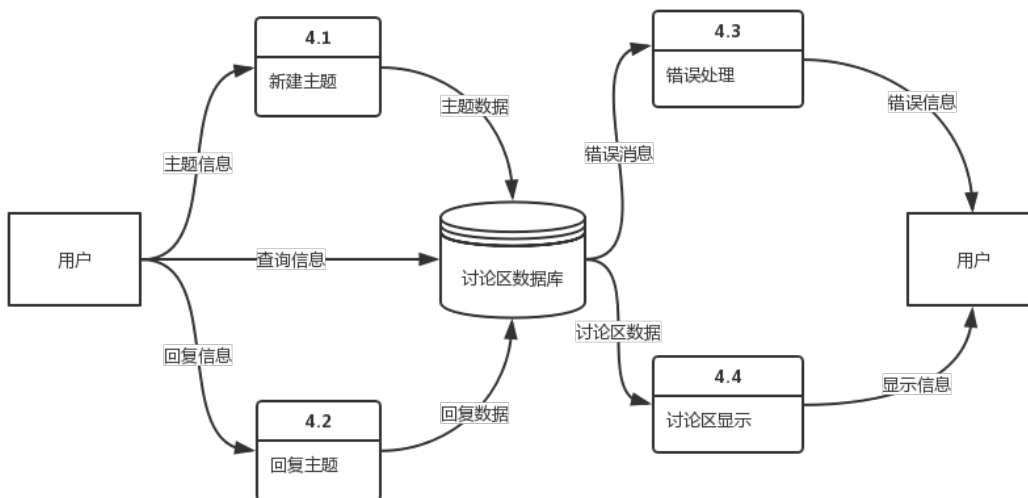 4.1
新建主题
4.3
错误处理
主题数据
错误信息
主题信息
错误消息
用户
查询信息
讨论区数据库
用户
回复信息
讨论区数据
4.4
讨论区显示
显示信息
4.2
回复主题
回复数据